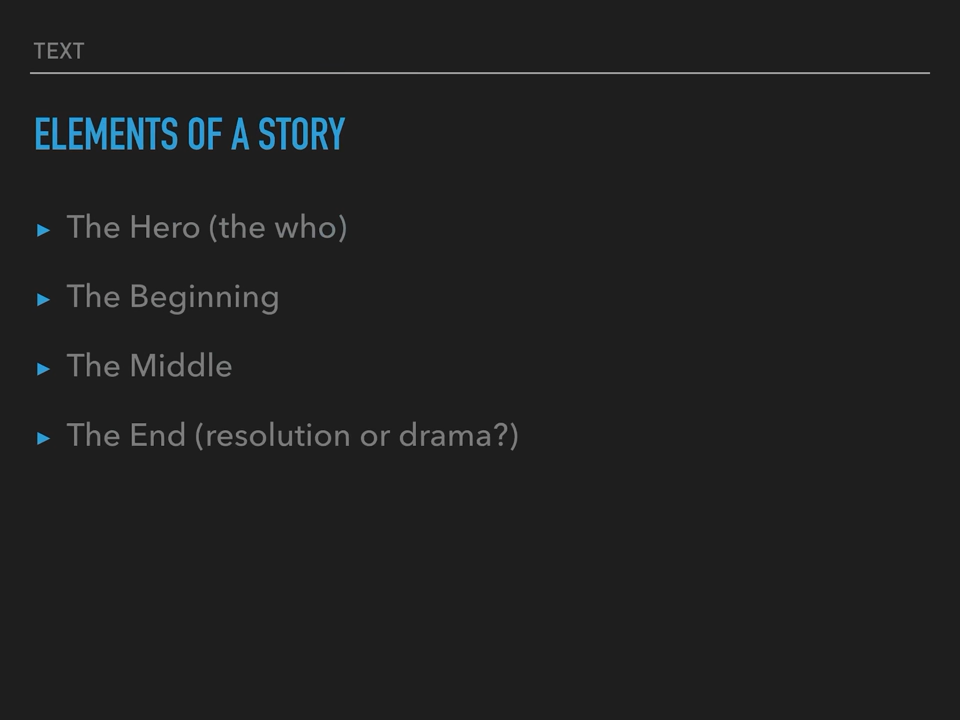 TEXT
ELEMENTS OF A STORY
▸ The Hero (the who)
▸ The Beginning
▸ The Middle
▸ The End (resolution or drama?)